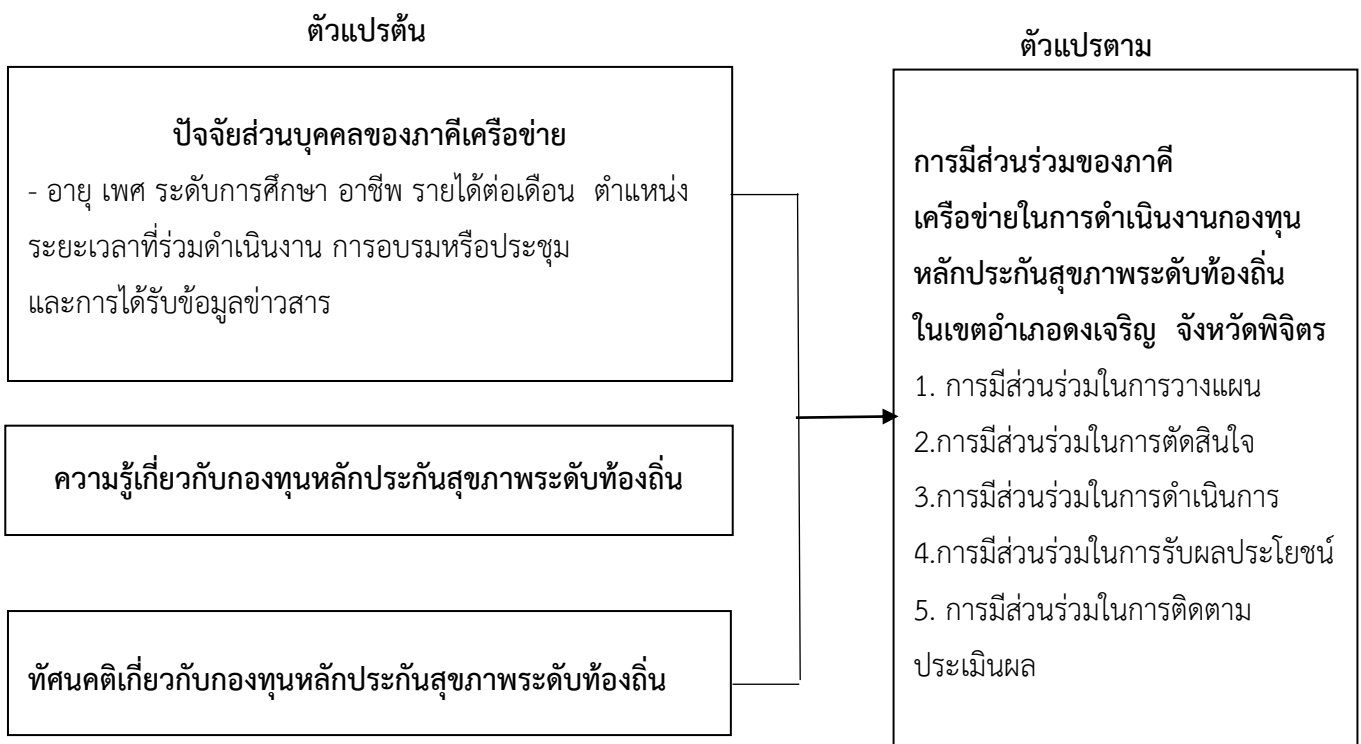 ตัวแปรต้น
ปัจจัยส่วนบุคคลของภาคีเครือข่าย
- อายุ เพศ ระดับการศึกษา อาชีพ รายได้ต่อเดือน ตำแหน่ง
ระยะเวลาที่ร่วมดำเนินงาน การอบรมหรือประชุม
และการได้รับข้อมูลข่าวสาร
ความรู้เกี่ยวกับกองทุนหลักประกันสุขภาพระดับท้องถิ่น
ทัศนคติเกี่ยวกับกองทุนหลักประกันสุขภาพระดับท้องถิ่น
ตัวแปรตาม
การมีส่วนร่วมของภาคี
เครือข่ายในการดำเนินงานกองทุน
หลักประกันสุขภาพระดับท้องถิ่น
ในเขตอำเภอดงเจริญ จังหวัดพิจิตร
1. การมีส่วนร่วมในการวางแผน
2.การมีส่วนร่วมในการตัดสินใจ
3.การมีส่วนร่วมในการดำเนินการ
4.การมีส่วนร่วมในการรับผลประโยชน์
5. การมีส่วนร่วมในการติดตาม
ประเมินผล